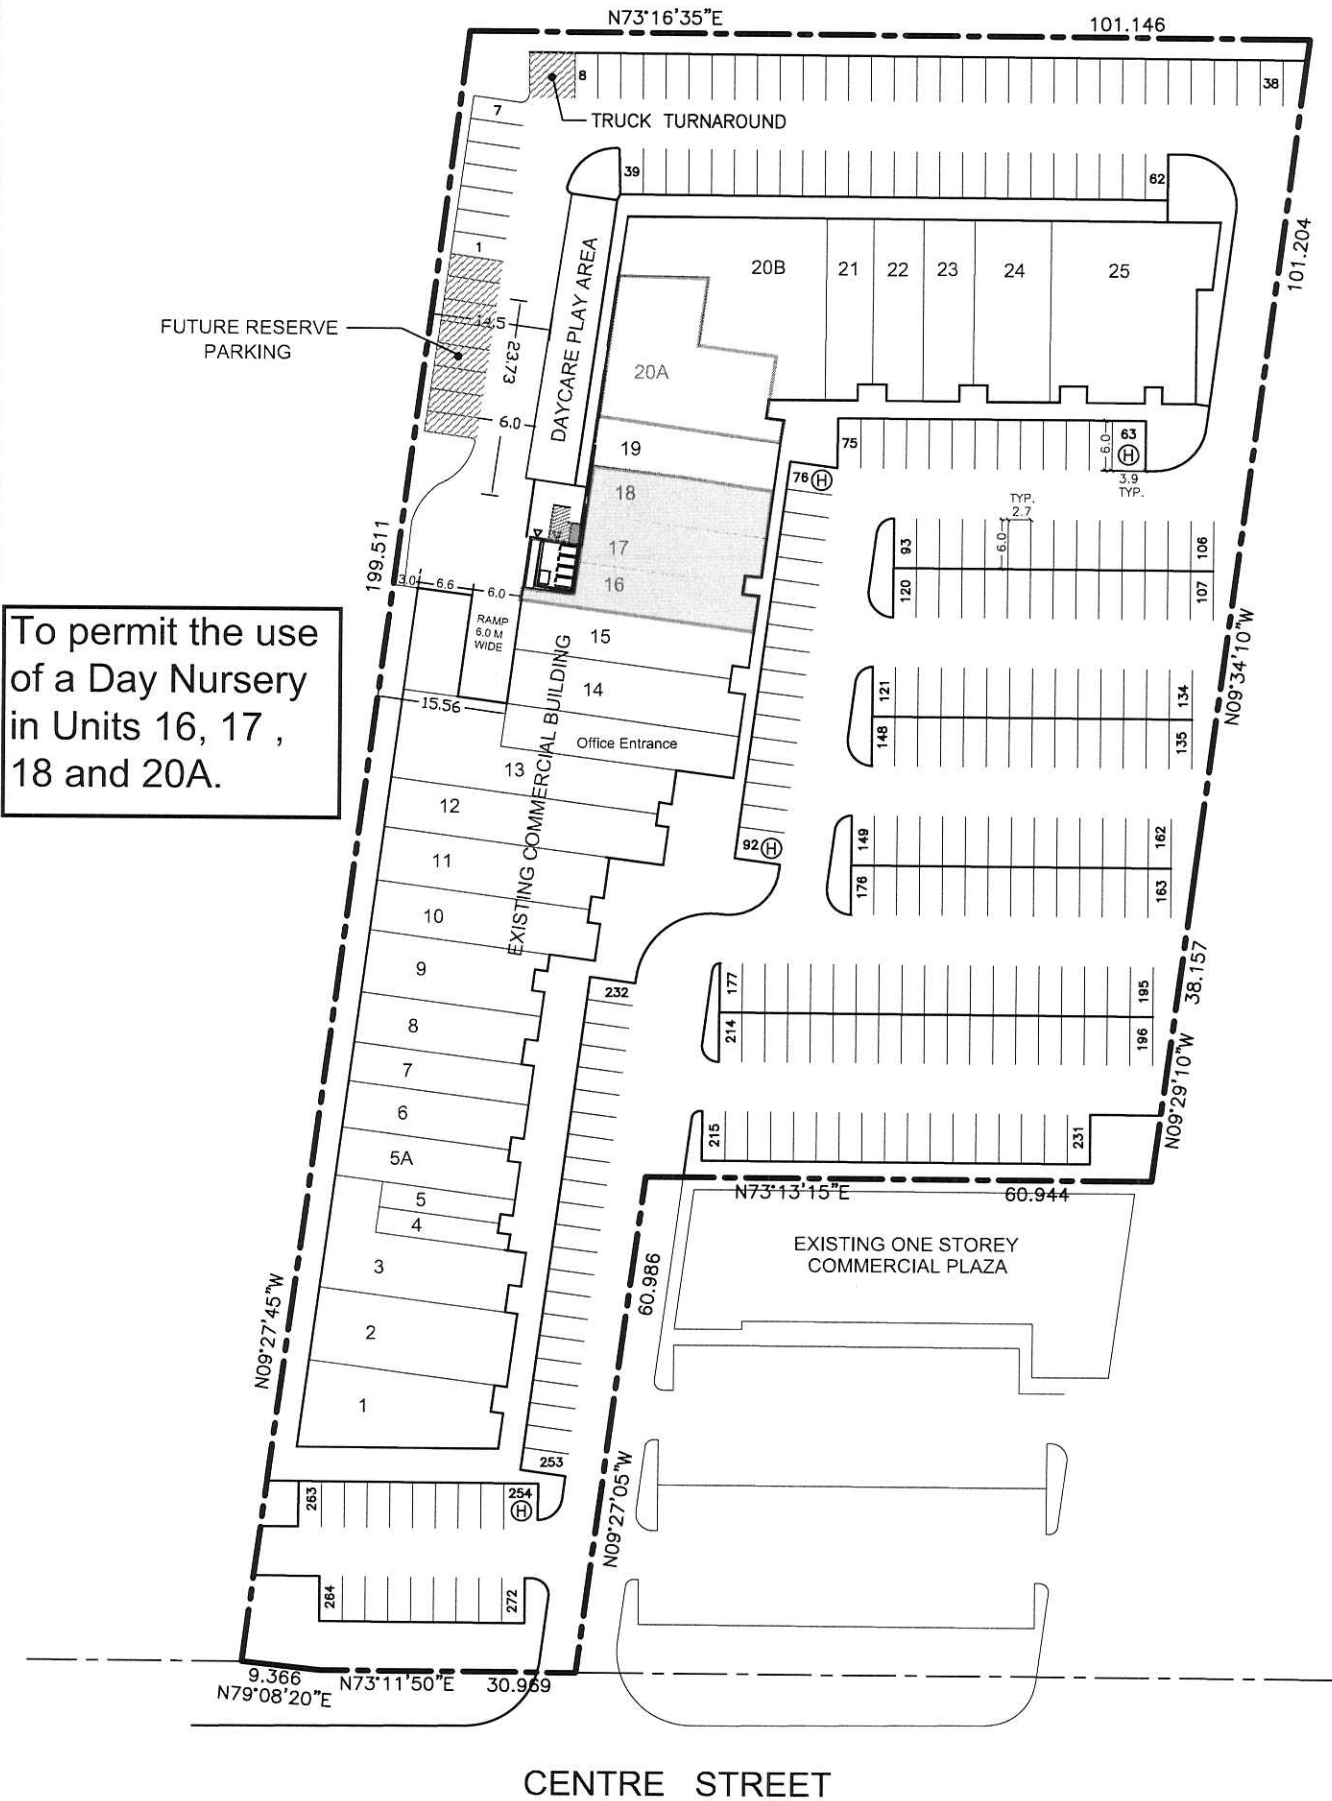 N73°16'35"E
101.146
8
38
7
TRUCK TURNAROUND
39
62
1
DAYCARE PLAY AREA
20B
21
22
23
24
25
101.204
FUTURE RESERVE
PARKING
14.5
23.73
20A
6.0
19
75
6.0
63
H
3.9
TYP.
76 H
18
TYP.
2.7
6.0
93
106
120
107
17
16
199.511
3.0
6.6
6.0
RAMP
6.0 M
WIDE
15
14
To permit the use
of a Day Nursery
in Units 16, 17 ,
18 and 20A.
15.56
Office Entrance
EXISTING COMMERCIAL BUILDING
121
134
148
135
N09°34'10"W
13
12
92 H
149
162
176
163
11
10
9
232
177
195
214
196
38.157
8
7
6
5A
5
4
3
2
1
215
231
N09°29'10"W
N73°13'15"E
60.944
EXISTING ONE STOREY
COMMERCIAL PLAZA
60.986
N09°27'45"W
N09°27'05"W
253
263
254
H
264
272
9.366
N79°08'20"E
N73°11'50"E
30.969
CENTRE STREET